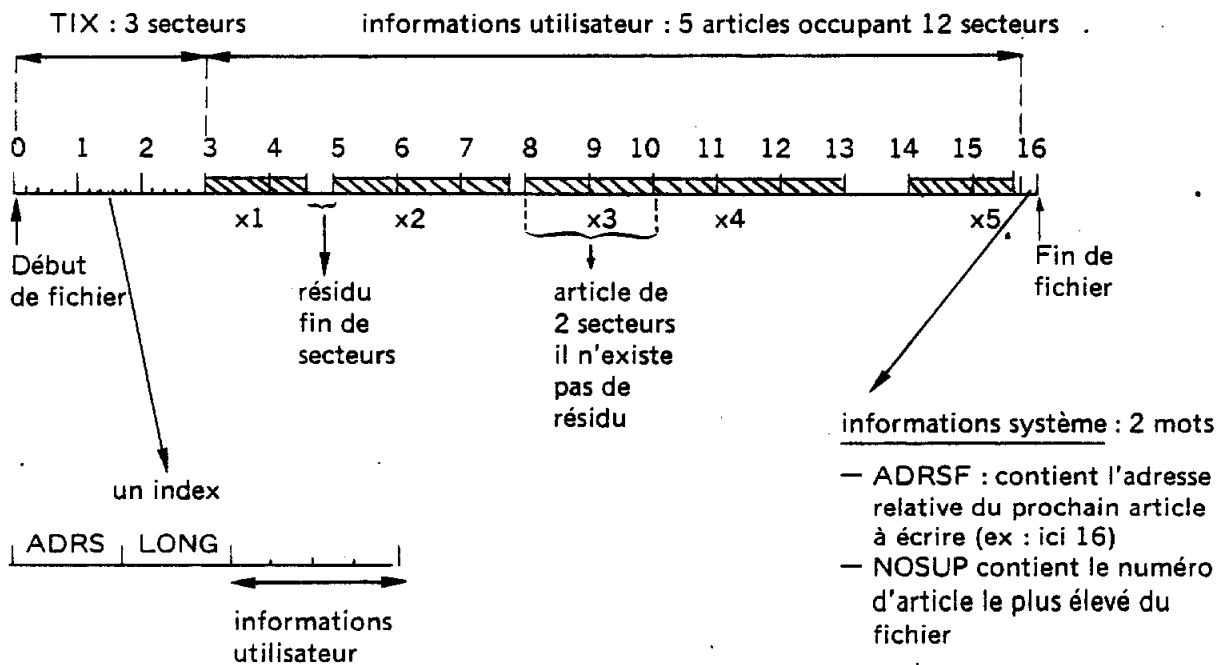 TIX : 3 secteurs
informations utilisateur : 5 articles occupant 12 secteurs .
0 1 2 3 4 5 6 7 8 9 10 11 12 13 14 15 16
x1 x2 x3 x4 x5
Début
de fichier
résidu
fin de
secteurs
article de
2 secteurs
il n'existe
pas de
résidu
Fin de
fichier
informations système : 2 mots
— ADRSF : contient l'adresse
relative du prochain article
à écrire (ex : ici 16)
— NOSUP contient le numéro
d'article le plus élevé du
fichier
un index
ADRS LONG
informations
utilisateur